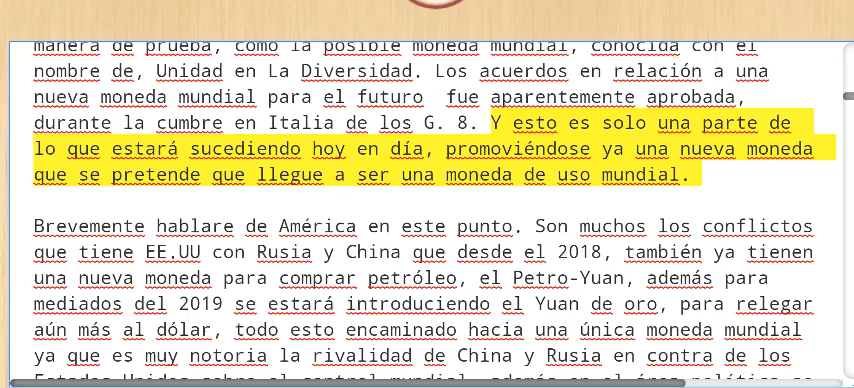 manera de prueba, como la posible moneda mundial, conocida con el
nombre de, Unidad en La Diversidad. Los acuerdos en relación a una
nueva moneda mundial para el futuro  fue aparentemente aprobada,
durante la cumbre en Italia de los G. 8. Y esto es solo una parte de
lo que estará sucediendo hoy en día, promoviéndose ya una nueva moneda
que se pretende que llegue a ser una moneda de uso mundial.
Brevemente hablare de América en este punto. Son muchos los conflictos
que tiene EE.UU con Rusia y China que desde el 2018, también ya tienen
una nueva moneda para comprar petróleo, el Petro-Yuan, además para
mediados del 2019 se estará introduciendo el Yuan de oro, para relegar
aún más al dólar, todo esto encaminado hacia una única moneda mundial
ya que es muy notoria la rivalidad de China y Rusia en contra de los